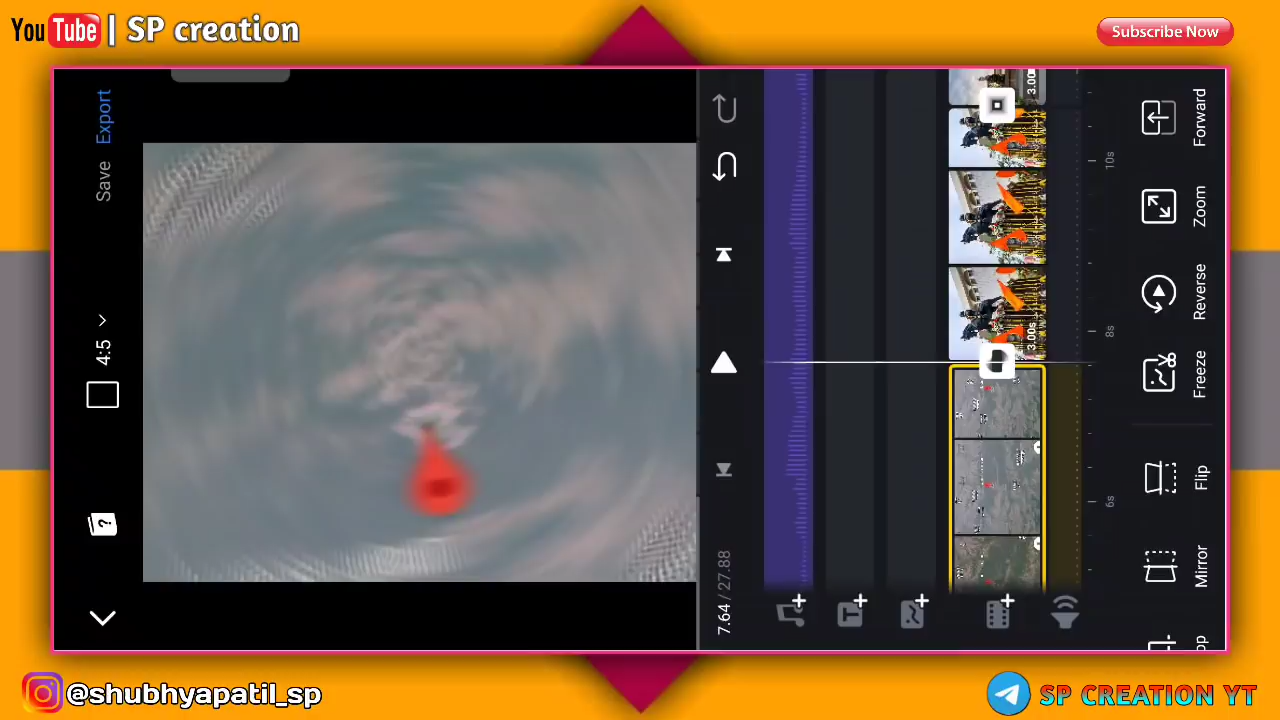 YouTube | SP creation
Subscribe Now
Export
Save
4:5
?
7.64 / 27.88
3.00
3.00s
10s
8s
6s
T
Forward
Zoom
Reverse
Freeze
Flip
Mirror
@shubhyapatil_sp
SP CREATION YT